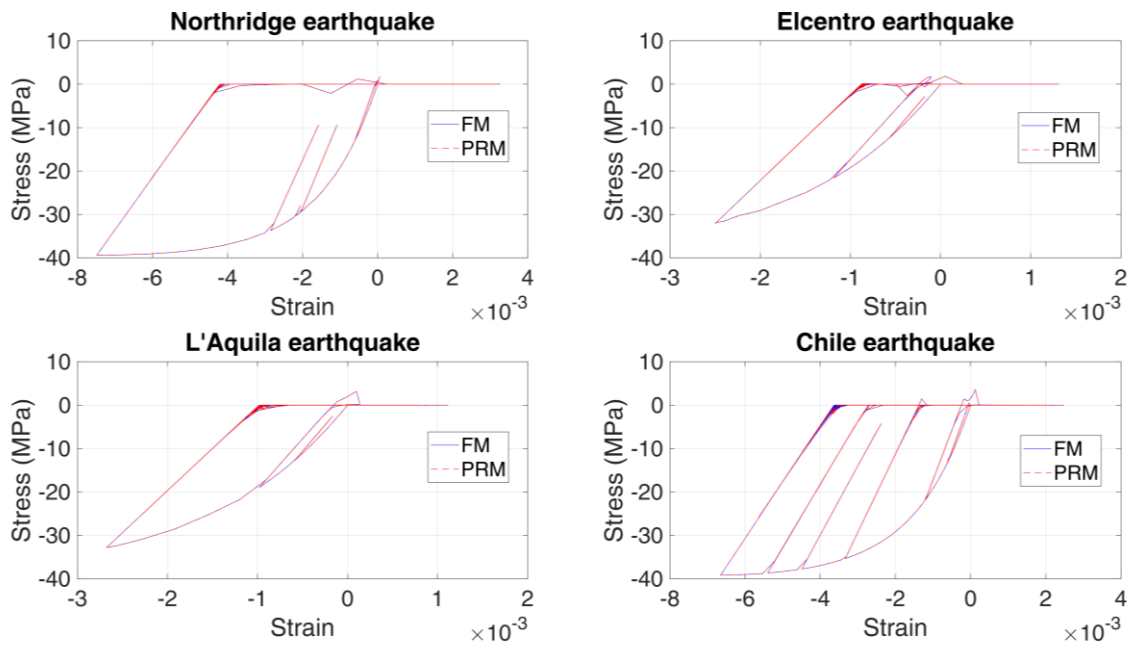 Northridge earthquake
10
0
-10
-20
-30
-40
Stress (MPa)
FM
PRM
-8
-6
-4
-2
0
2
4
Strain
×10⁻³
Elcentro earthquake
10
0
-10
-20
-30
-40
Stress (MPa)
FM
PRM
-3
-2
-1
0
1
2
Strain
×10⁻³
L'Aquila earthquake
10
0
-10
-20
-30
-40
Stress (MPa)
FM
PRM
-3
-2
-1
0
1
2
Strain
×10⁻³
Chile earthquake
10
0
-10
-20
-30
-40
Stress (MPa)
FM
PRM
-8
-6
-4
-2
0
2
4
Strain
×10⁻³